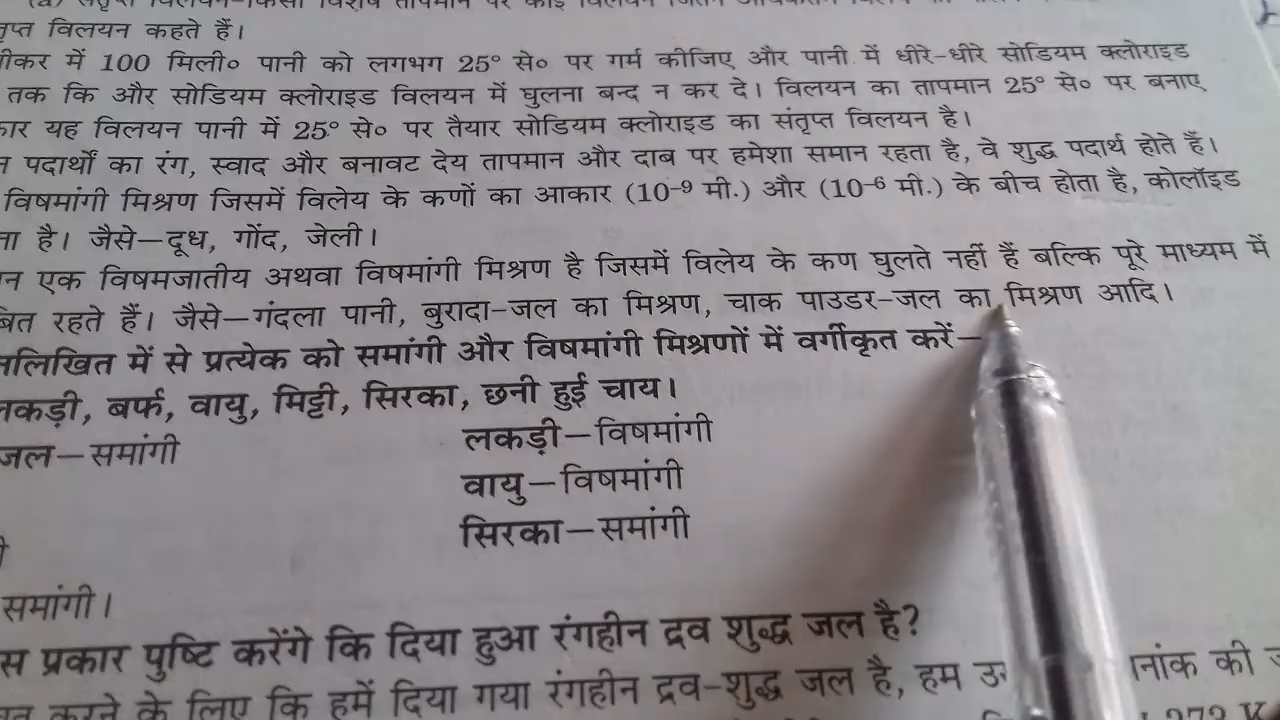 विलयन कहते हैं।
में 100 मिली० पानी को लगभग 25° से० पर गर्म कीजिए और पानी में धीरे-धीरे सोडियम क्लोराइड
तक कि और सोडियम क्लोराइड विलयन में घुलना बन्द न कर दे। विलयन का तापमान 25° से० पर बनाए
यह विलयन पानी में 25° से० पर तैयार सोडियम क्लोराइड का संतृप्त विलयन है।
पदार्थों का रंग, स्वाद और बनावट देय तापमान और दाब पर हमेशा समान रहता है, वे शुद्ध पदार्थ होते हैं।
विषमांगी मिश्रण जिसमें विलेय के कणों का आकार (10⁻⁹ मी.) और (10⁻⁶ मी.) के बीच होता है, कोलॉइड
है। जैसे—दूध, गोंद, जेली।
एक विषमजातीय अथवा विषमांगी मिश्रण है जिसमें विलेय के कण घुलते नहीं हैं बल्कि पूरे माध्यम में
रहते हैं। जैसे—गंदला पानी, बुरादा-जल का मिश्रण, चाक पाउडर-जल का मिश्रण आदि।
में से प्रत्येक को समांगी और विषमांगी मिश्रणों में वर्गीकृत करें—
बर्फ, वायु, मिट्टी, सिरका, छनी हुई चाय।
जल—समांगी
लकड़ी—विषमांगी
वायु—विषमांगी
सिरका—समांगी
समांगी।
प्रकार पुष्टि करेंगे कि दिया हुआ रंगहीन द्रव शुद्ध जल है?
करने के लिए कि हमें दिया गया रंगहीन द्रव-शुद्ध जल है, हम की